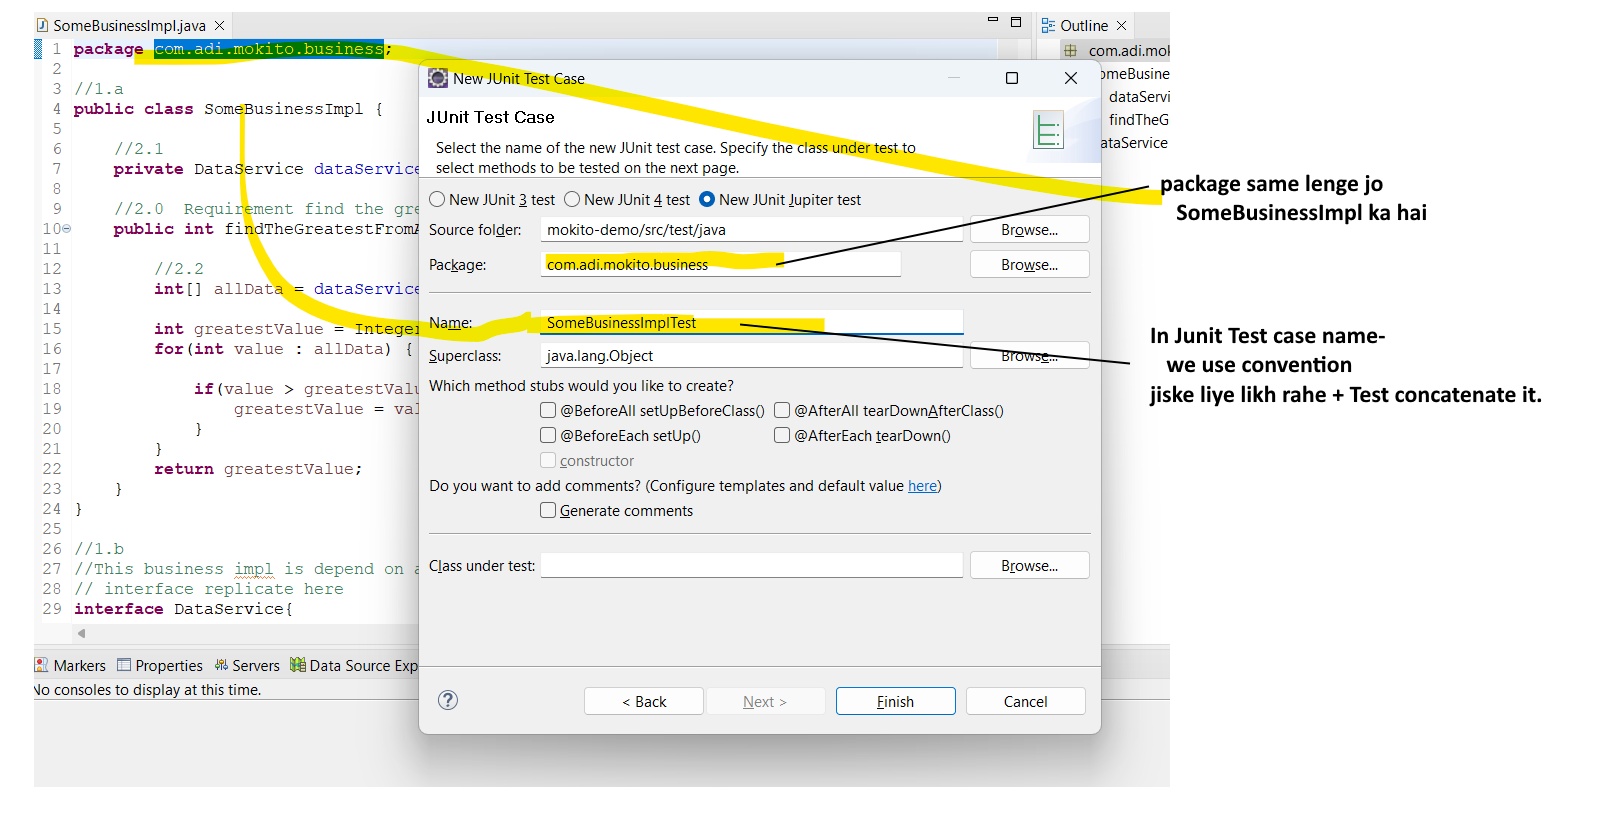 SomeBusinessImpl.java
Outline
1 package com.adi.mokito.business;
2
3 //1.a
4 public class SomeBusinessImpl {
5
6 //2.1
7 private DataService dataService
8
9 //2.0 Requirement find the gre
10 public int findTheGreatestFrom
11
12 //2.2
13 int[] allData = dataService
14
15 int greatestValue = Integer
16 for(int value : allData) {
17
18 if(value > greatestValu
19 greatestValue = val
20 }
21 }
22 return greatestValue;
23 }
24 }
25
26 //1.b
27 //This business impl is depend on a
28 // interface replicate here
29 interface DataService{
com.adi.mok
omeBusine
dataServi
findTheG
ataService
New JUnit Test Case
JUnit Test Case
Select the name of the new JUnit test case. Specify the class under test to
select methods to be tested on the next page.
New JUnit 3 test New JUnit 4 test New JUnit Jupiter test
Source folder: mokito-demo/src/test/java Browse...
Package: com.adi.mokito.business Browse...
Name: SomeBusinessImplTest
Superclass: java.lang.Object Browse...
Which method stubs would you like to create?
@BeforeAll setUpBeforeClass() @AfterAll tearDownAfterClass()
@BeforeEach setUp() @AfterEach tearDown()
constructor
Do you want to add comments? (Configure templates and default value here)
Generate comments
Class under test: Browse...
< Back Next > Finish Cancel
Markers Properties Servers Data Source Exp
No consoles to display at this time.
package same lenge jo
SomeBusinessImpl ka hai
In Junit Test case name-
we use convention
jiske liye likh rahe + Test concatenate it.